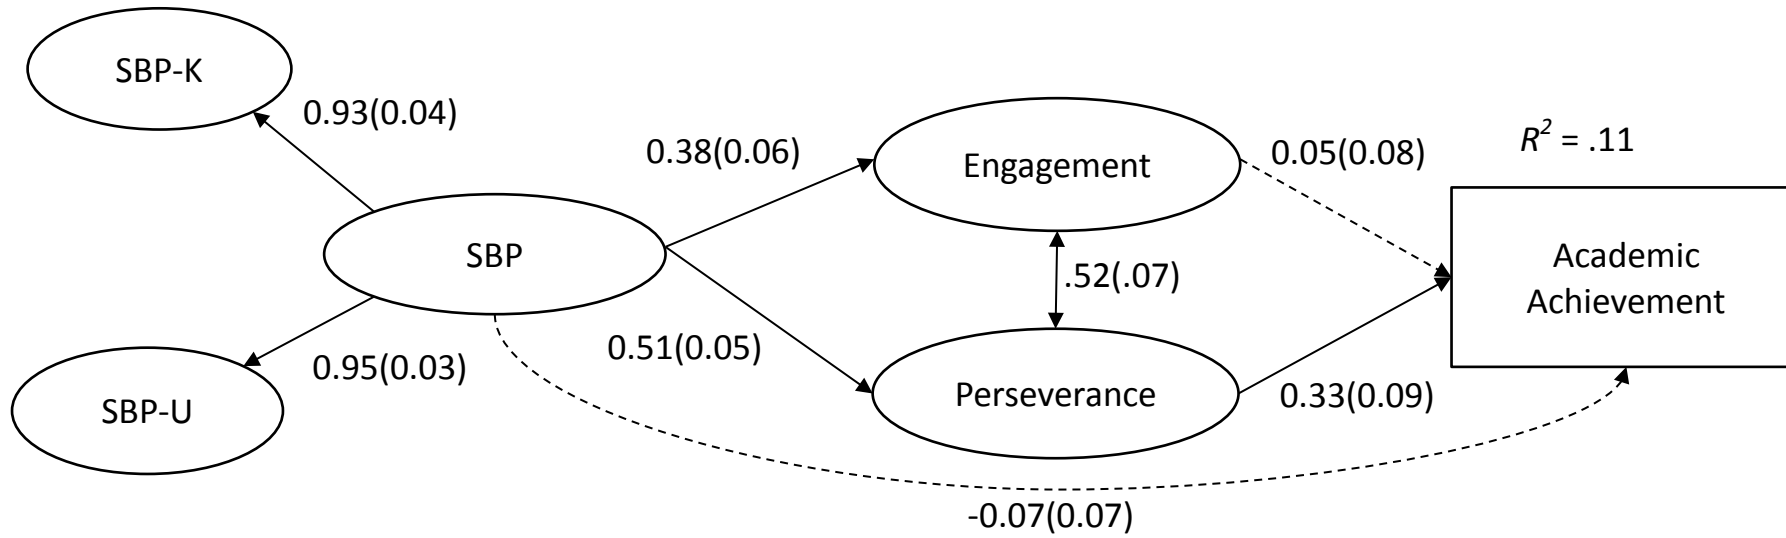 SBP-K
0.93(0.04)
0.38(0.06)
Engagement
0.05(0.08)
R² = .11
SBP
.52(.07)
Academic
Achievement
0.95(0.03)
0.51(0.05)
SBP-U
Perseverance
0.33(0.09)
-0.07(0.07)